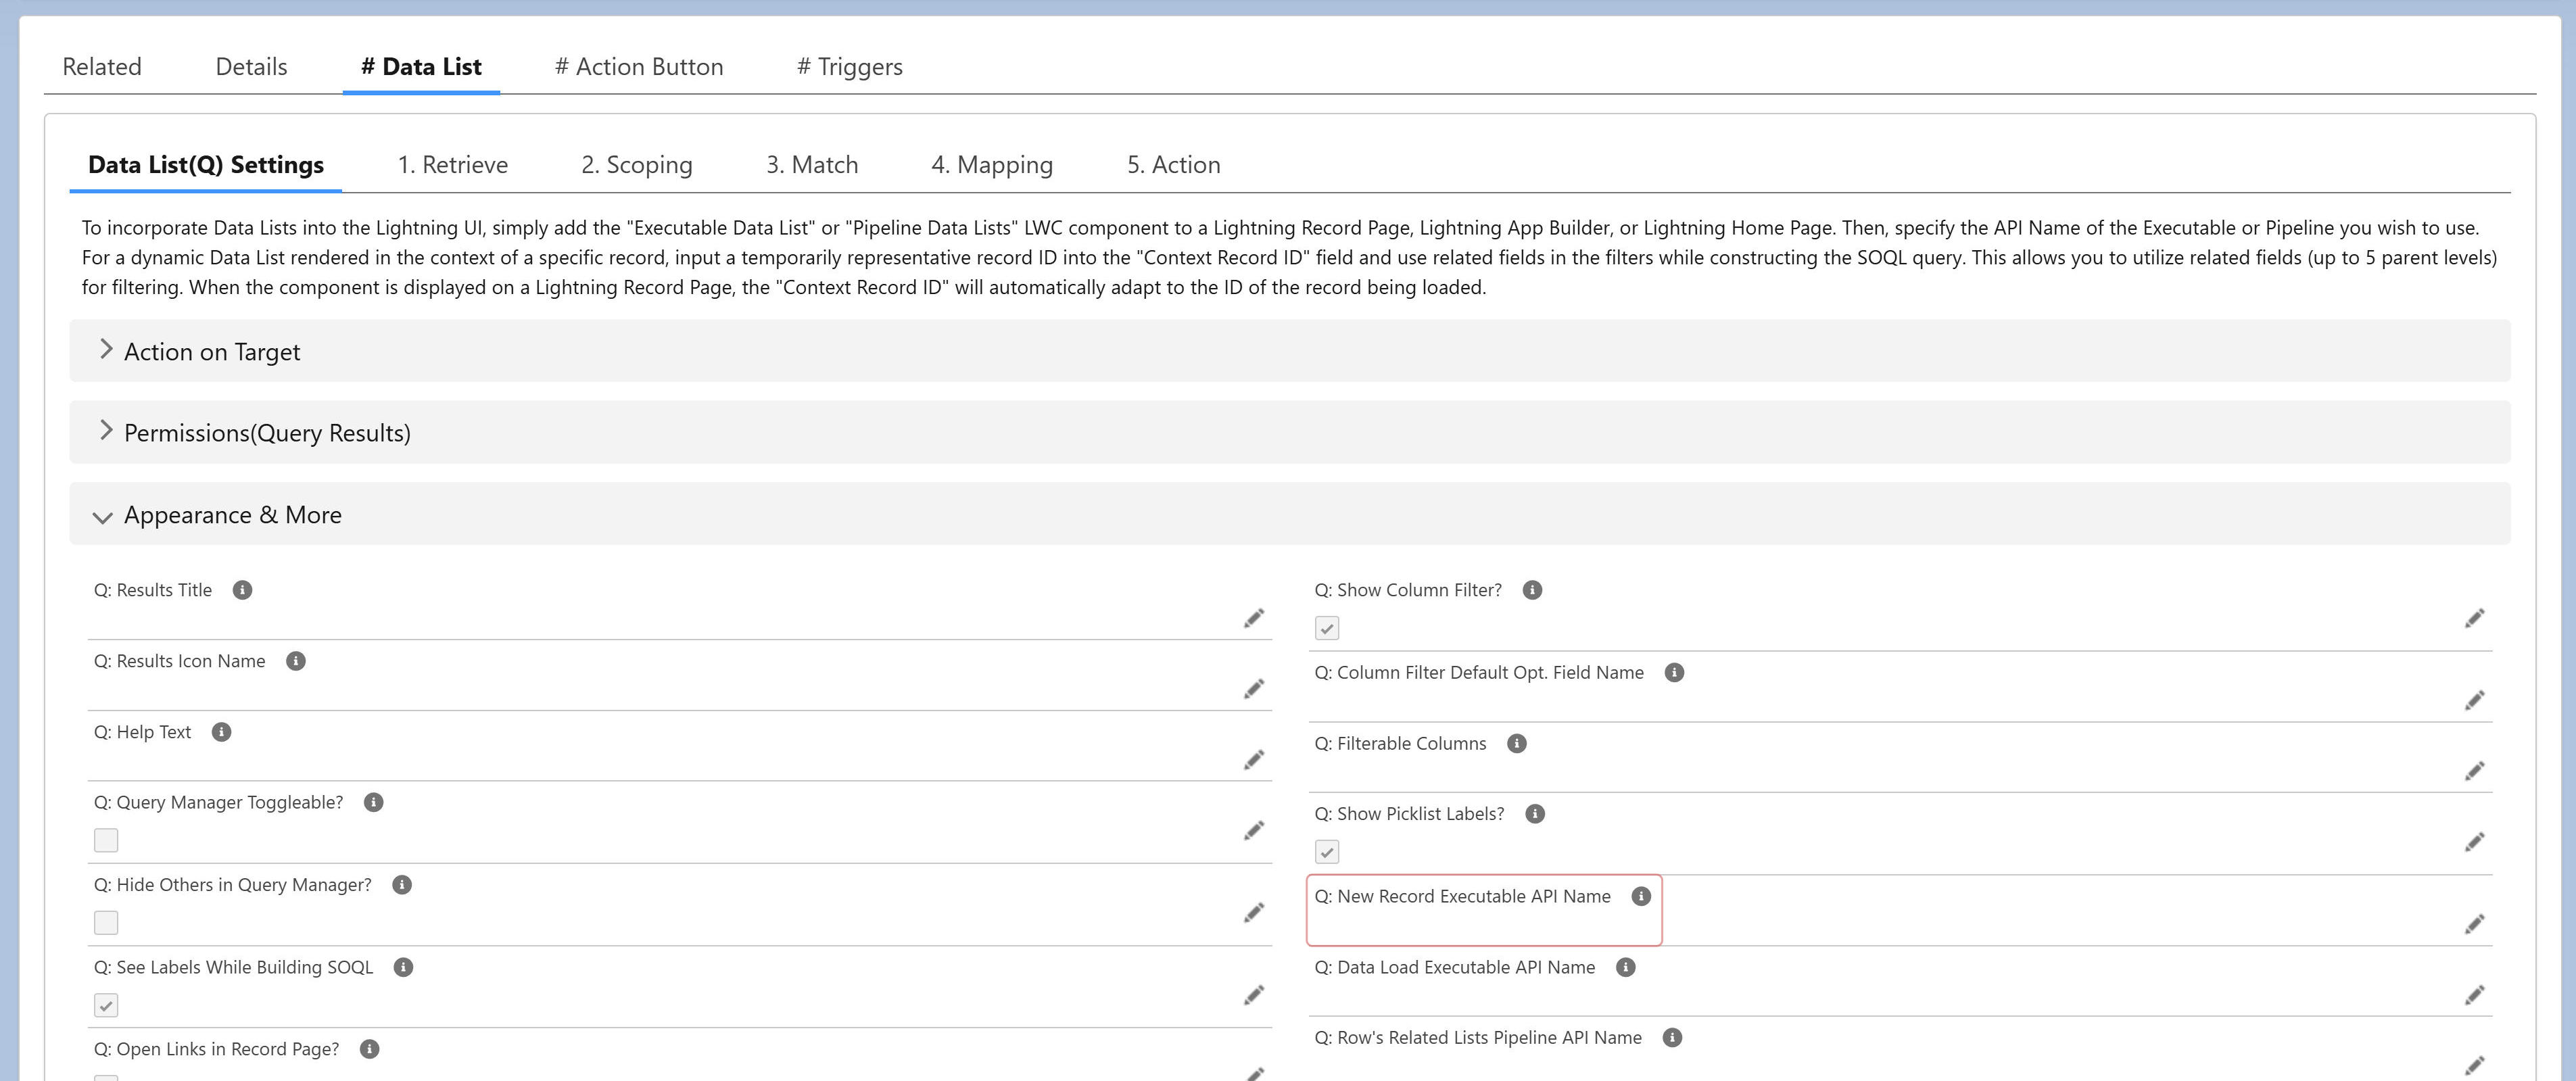 Related
Details
# Data List
# Action Button
# Triggers
Data List(Q) Settings
1. Retrieve
2. Scoping
3. Match
4. Mapping
5. Action
To incorporate Data Lists into the Lightning UI, simply add the "Executable Data List" or "Pipeline Data Lists" LWC component to a Lightning Record Page, Lightning App Builder, or Lightning Home Page. Then, specify the API Name of the Executable or Pipeline you wish to use.
For a dynamic Data List rendered in the context of a specific record, input a temporarily representative record ID into the "Context Record ID" field and use related fields in the filters while constructing the SOQL query. This allows you to utilize related fields (up to 5 parent levels)
for filtering. When the component is displayed on a Lightning Record Page, the "Context Record ID" will automatically adapt to the ID of the record being loaded.
Action on Target
Permissions(Query Results)
Appearance & More
Q: Results Title
Q: Results Icon Name
Q: Help Text
Q: Query Manager Toggleable?
Q: Hide Others in Query Manager?
Q: See Labels While Building SOQL
Q: Open Links in Record Page?
Q: Show Column Filter?
Q: Column Filter Default Opt. Field Name
Q: Filterable Columns
Q: Show Picklist Labels?
Q: New Record Executable API Name
Q: Data Load Executable API Name
Q: Row's Related Lists Pipeline API Name